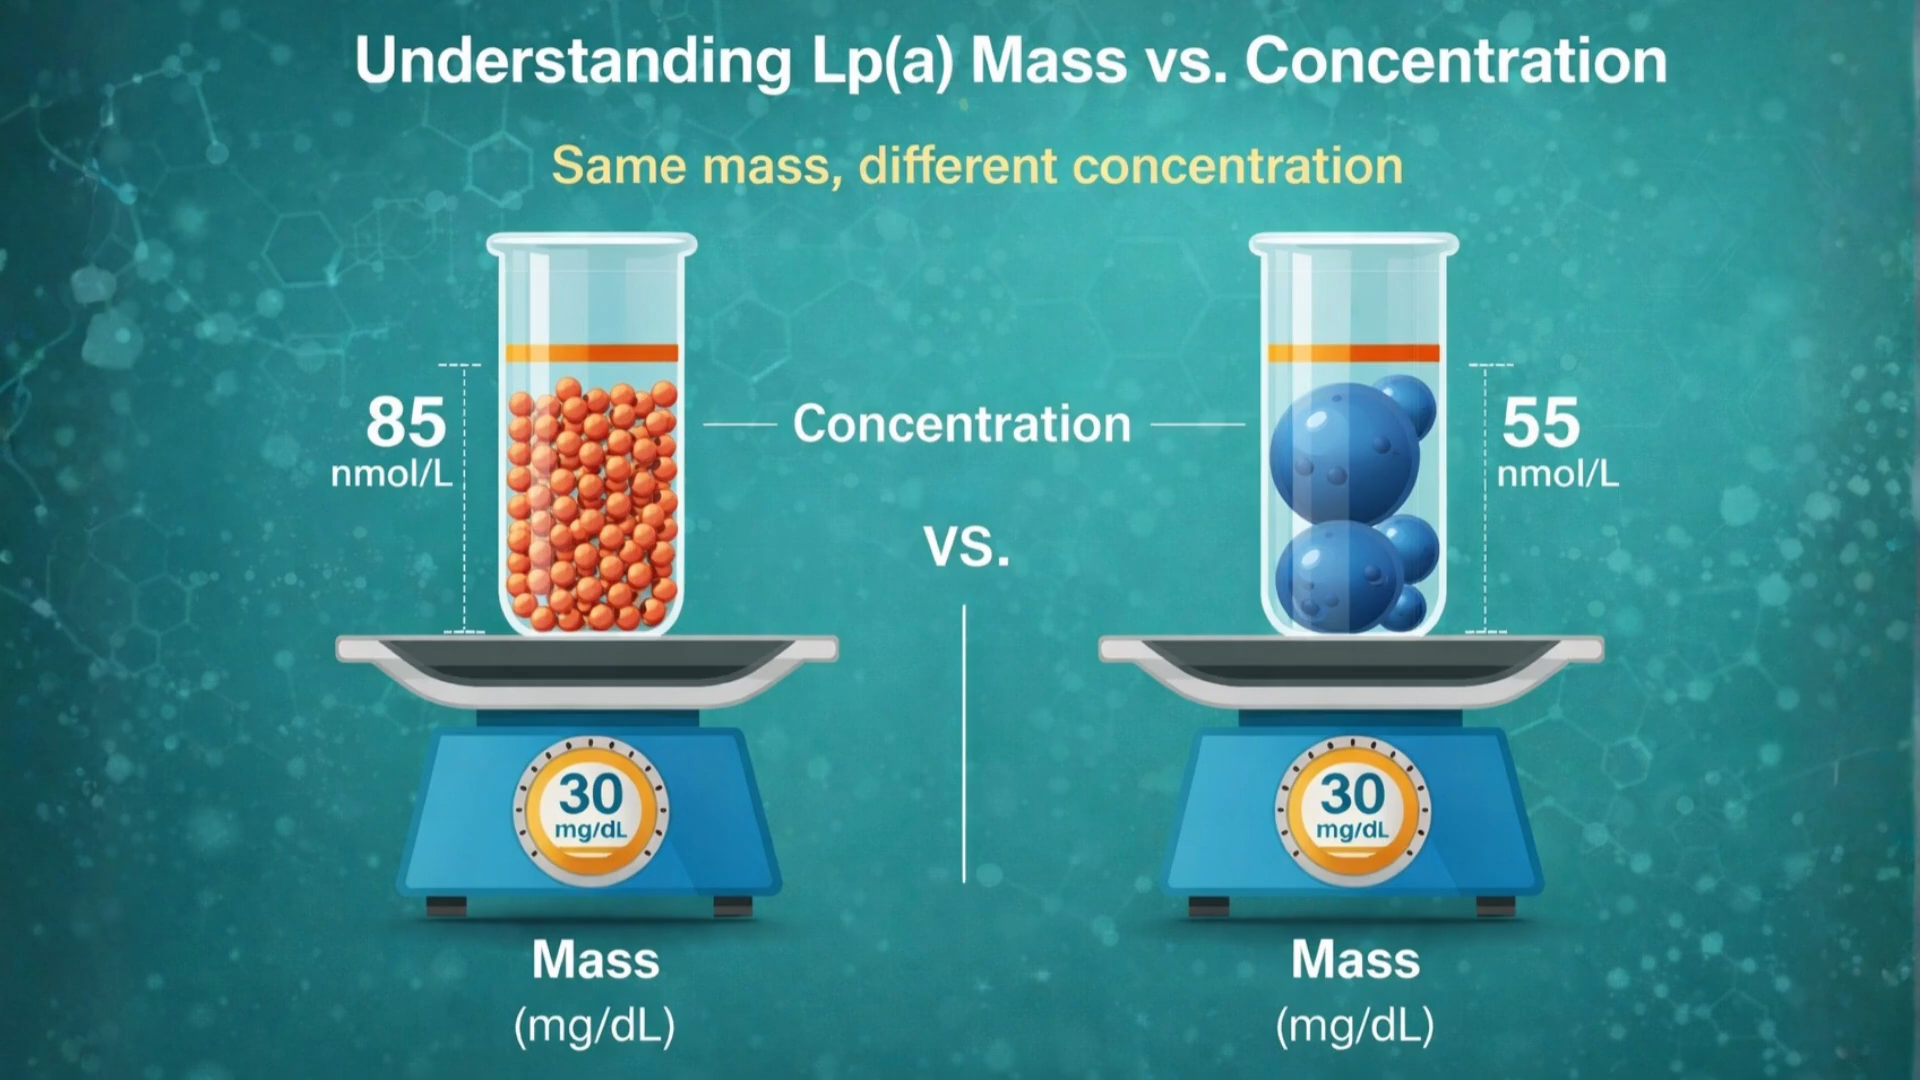 Understanding Lp(a) Mass vs. Concentration
Same mass, different concentration
85
nmol/L
Concentration
55
nmol/L
VS.
30
mg/dL
30
mg/dL
Mass
(mg/dL)
Mass
(mg/dL)